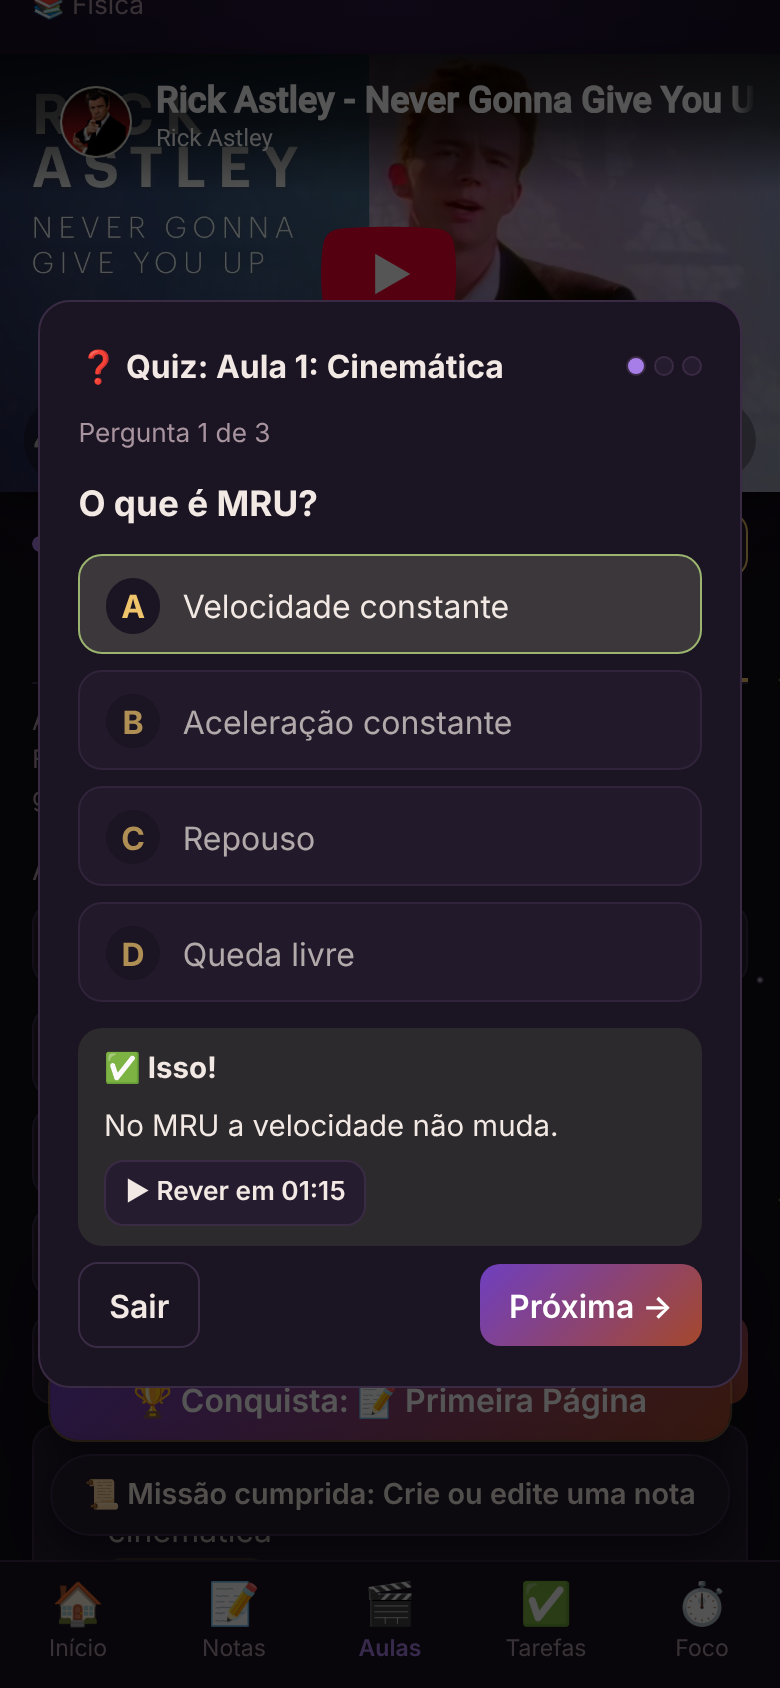 Física
Rick Astley - Never Gonna Give You U
Rick Astley
RICK
ASTLEY
NEVER GONNA
GIVE YOU UP
❓ Quiz: Aula 1: Cinemática
Pergunta 1 de 3
O que é MRU?
A Velocidade constante
B Aceleração constante
C Repouso
D Queda livre
✅ Isso!
No MRU a velocidade não muda.
▶ Rever em 01:15
Sair
Próxima →
🏆 Conquista: 📝 Primeira Página
📜 Missão cumprida: Crie ou edite uma nota
cinemática
Início
Notas
Aulas
Tarefas
Foco